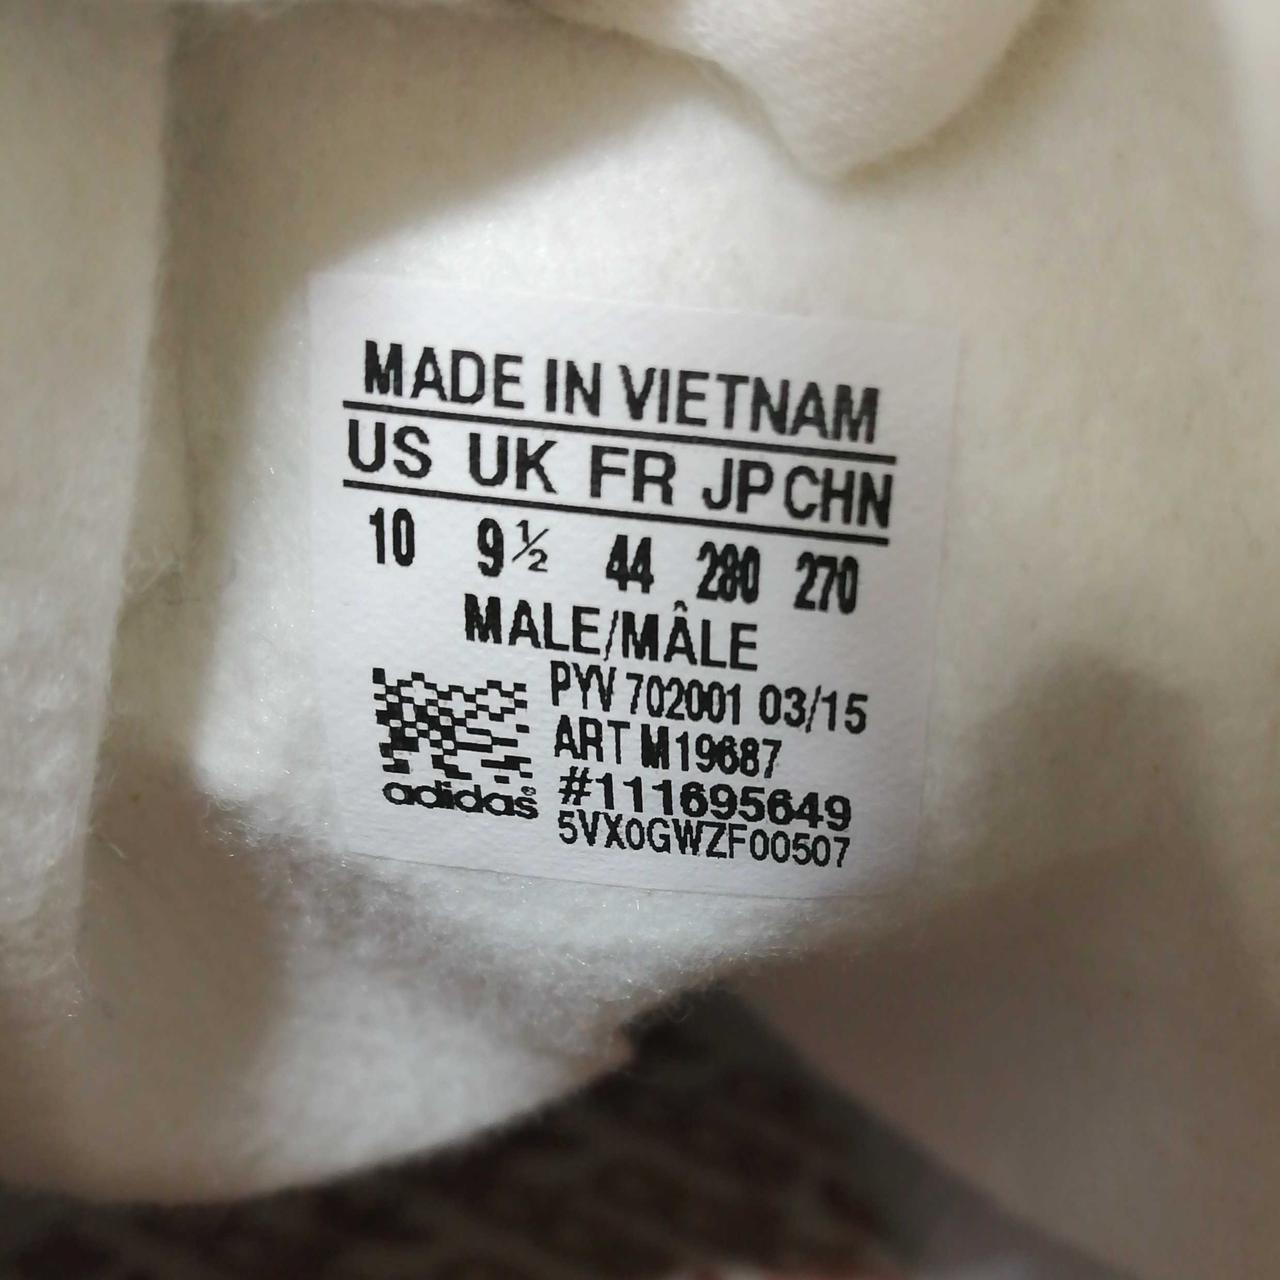 MADE IN VIETNAM
US UK FR JP CHN
10 9½ 44 280 270
MALE/MÂLE
PYV 702001 03/15
ART M19687
#111695649
adidas®
5VX0GWZF00507